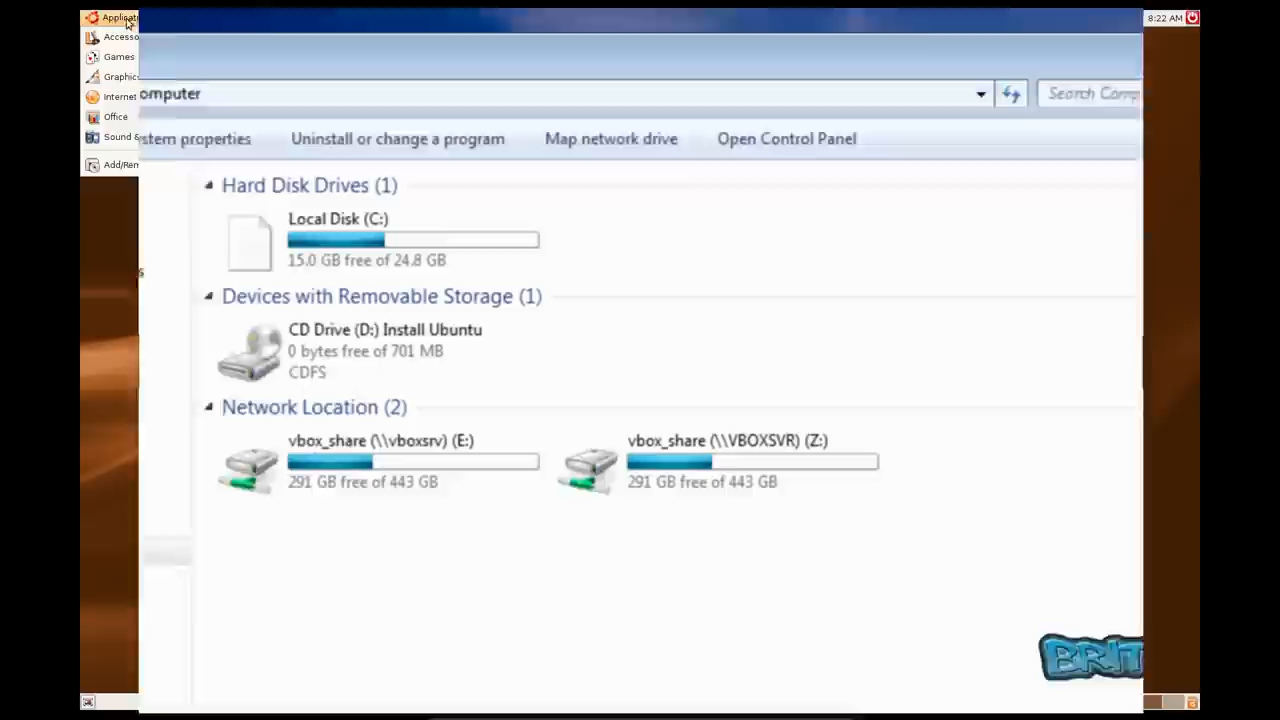 Applicat
8:22 AM
Accesso
Games
Graphic
Internet
Office
Sound &
Add/Rem
omputer
Search Comp
stem properties
Uninstall or change a program
Map network drive
Open Control Panel
Hard Disk Drives (1)
Local Disk (C:)
15.0 GB free of 24.8 GB
s
Devices with Removable Storage (1)
CD Drive (D:) Install Ubuntu
0 bytes free of 701 MB
CDFS
Network Location (2)
vbox_share (\\vboxsrv) (E:)
291 GB free of 443 GB
vbox_share (\\VBOXSVR) (Z:)
291 GB free of 443 GB
BRIT